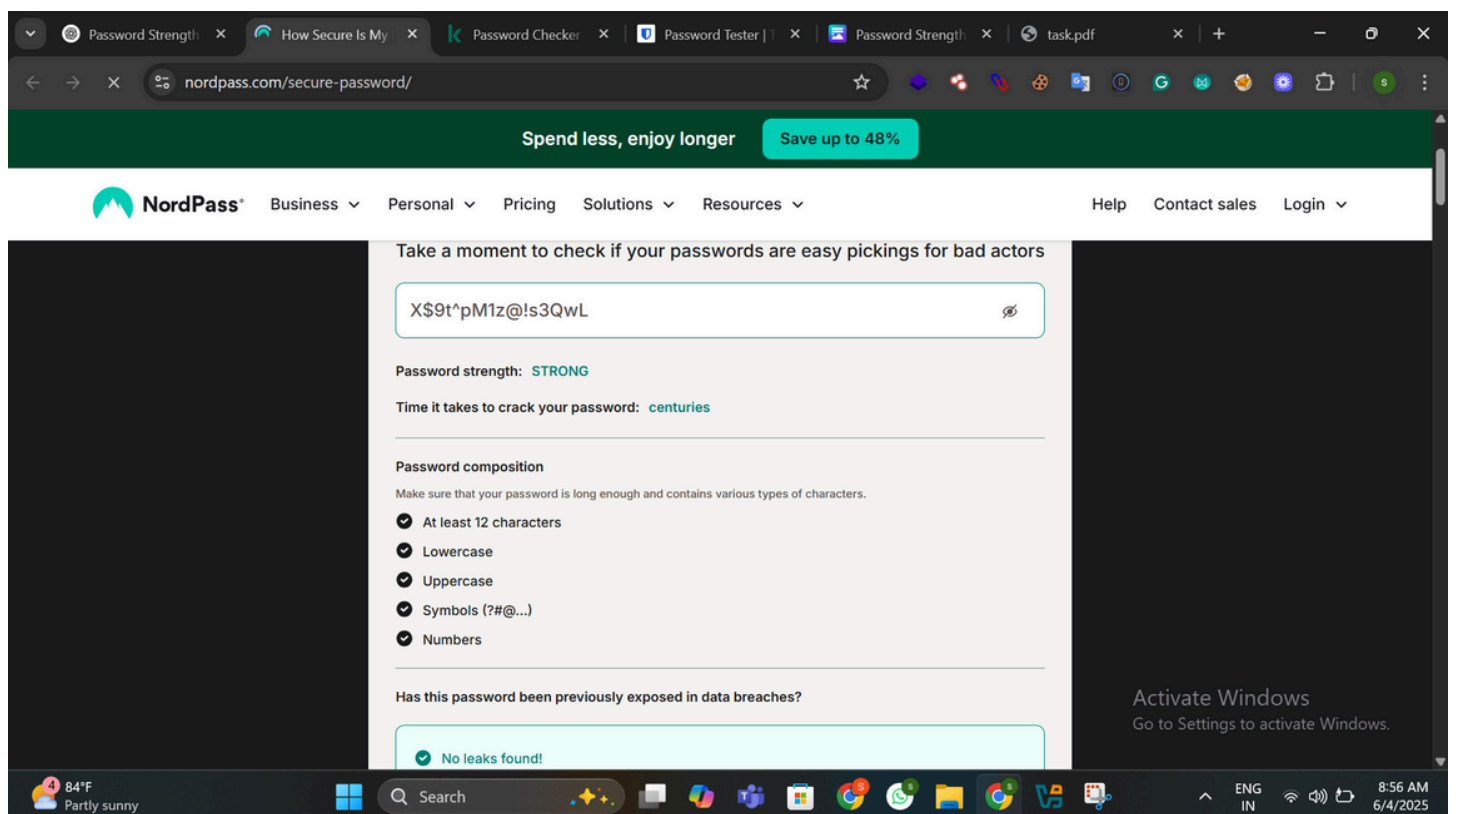 Password Strength
How Secure Is My
Password Checker
Password Tester | T
Password Strength
task.pdf
nordpass.com/secure-password/
Spend less, enjoy longer
Save up to 48%
NordPass®
Business
Personal
Pricing
Solutions
Resources
Help
Contact sales
Login
Take a moment to check if your passwords are easy pickings for bad actors
X$9t^pM1z@!s3QwL
Password strength: STRONG
Time it takes to crack your password: centuries
Password composition
Make sure that your password is long enough and contains various types of characters.
At least 12 characters
Lowercase
Uppercase
Symbols (?#@...)
Numbers
Has this password been previously exposed in data breaches?
No leaks found!
Activate Windows
Go to Settings to activate Windows.
4
84°F
Partly sunny
Search
ENG
IN
8:56 AM
6/4/2025